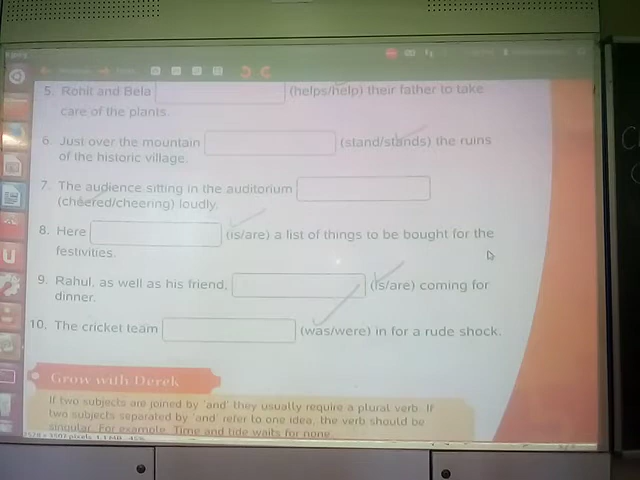 5. Rohit and Bela (helps/help) their father to take
care of the plants.
6. Just over the mountain (stand/stands) the ruins
of the historic village.
7. The audience sitting in the auditorium
(cheered/cheering) loudly.
8. Here (is/are) a list of things to be bought for the
festivities.
9. Rahul, as well as his friend, (is/are) coming for
dinner.
10. The cricket team (was/were) in for a rude shock.
Grow with Derek
If two subjects are joined by 'and' they usually require a plural verb. If
two subjects separated by 'and' refer to one idea, the verb should be
singular. For example. Time and tide waits for none.